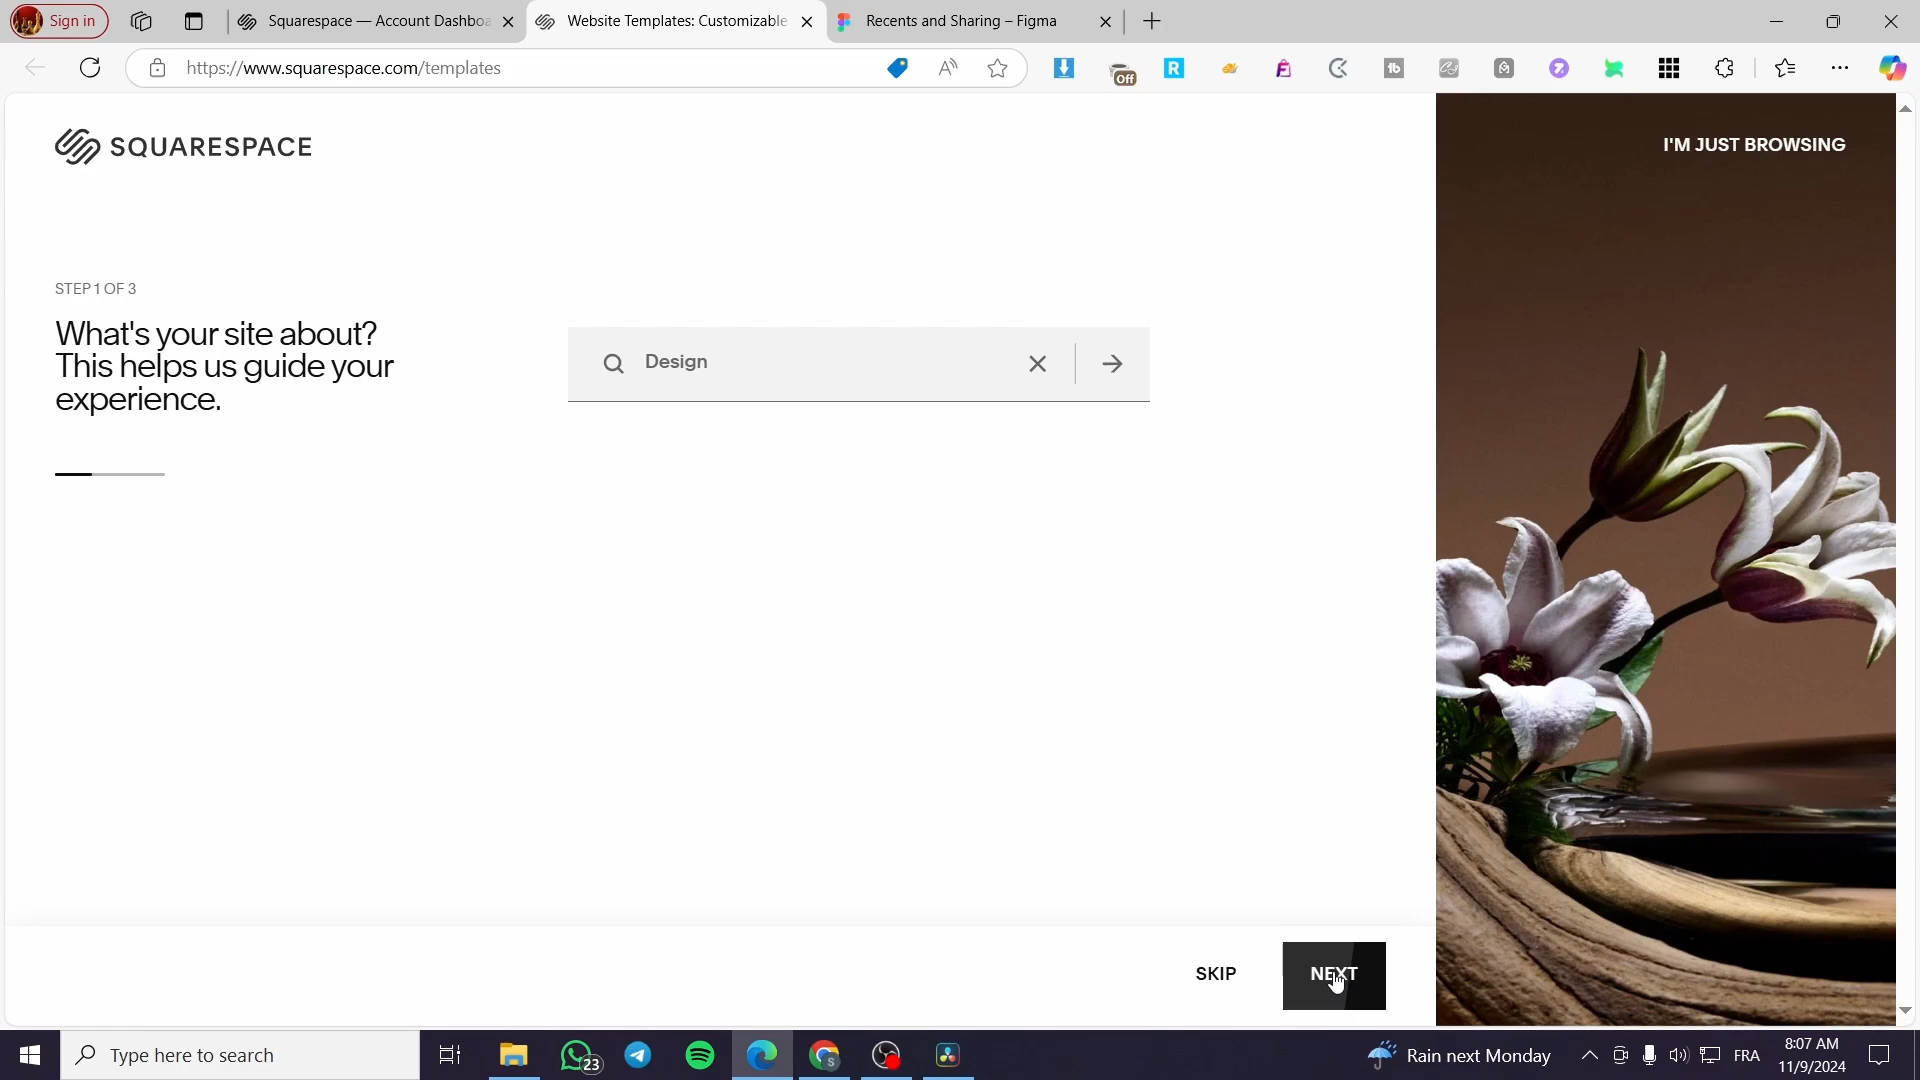 Sign in
Squarespace — Account Dashboa
Website Templates: Customizable
Recents and Sharing – Figma
https://www.squarespace.com/templates
Off
SQUARESPACE
I'M JUST BROWSING
STEP 1 OF 3
What's your site about?
This helps us guide your
experience.
Design
SKIP
NEXT
Type here to search
23
Rain next Monday
FRA
8:07 AM
11/9/2024